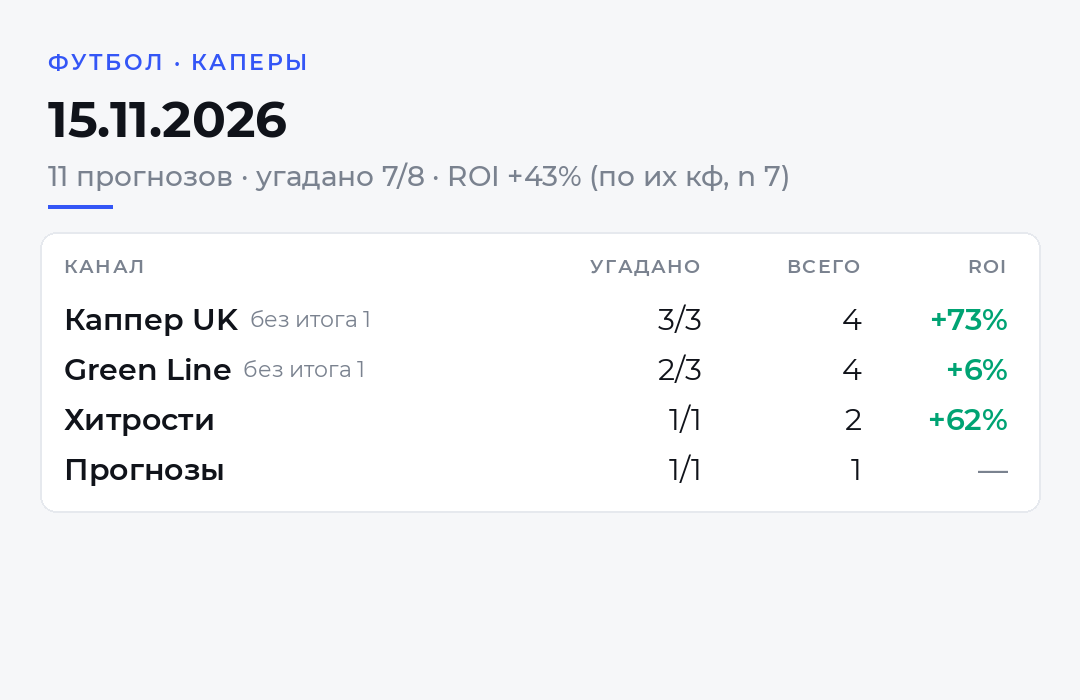 ФУТБОЛ · КАПЕРЫ
15.11.2026
11 прогнозов · угадано 7/8 · ROI +43% (по их кф, n 7)
КАНАЛ УГАДАНО ВСЕГО ROI
Каппер UK без итога 1 3/3 4 +73%
Green Line без итога 1 2/3 4 +6%
Хитрости 1/1 2 +62%
Прогнозы 1/1 1 —